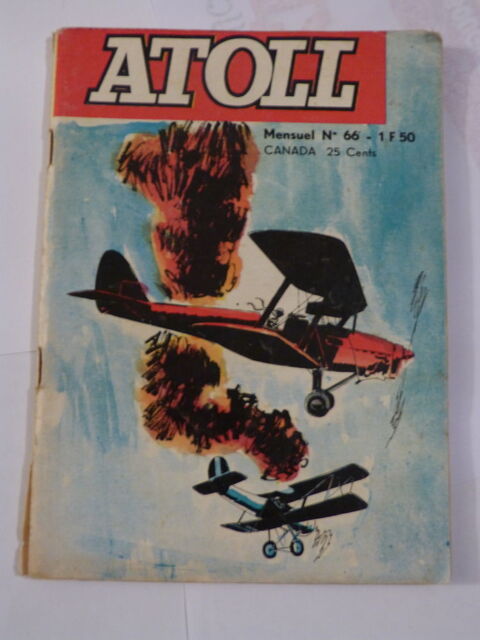 ATOLL
Mensuel N° 66 - 1 F 50
CANADA 25 Cents